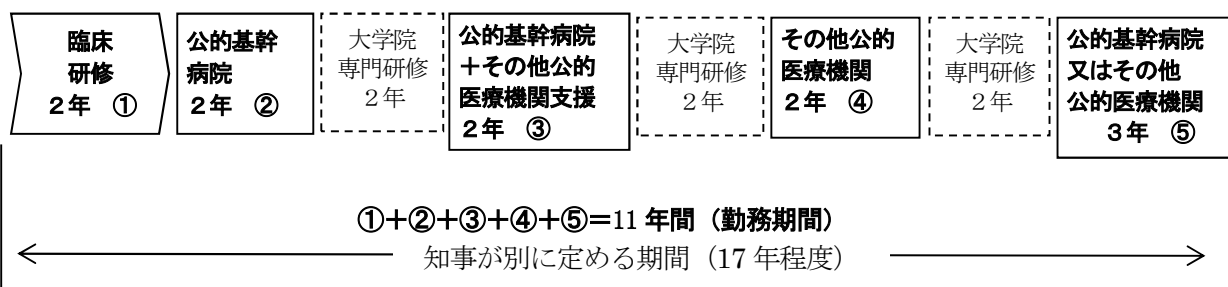 臨床
研修
２年　①
公的基幹
病院
２年　②
大学院
専門研修
２年
公的基幹病院
＋その他公的
医療機関支援
２年　③
大学院
専門研修
２年
その他公的
医療機関
２年　④
大学院
専門研修
２年
公的基幹病院
又はその他
公的医療機関
３年　⑤
①＋②＋③＋④＋⑤＝11 年間（勤務期間）
知事が別に定める期間（17 年程度）